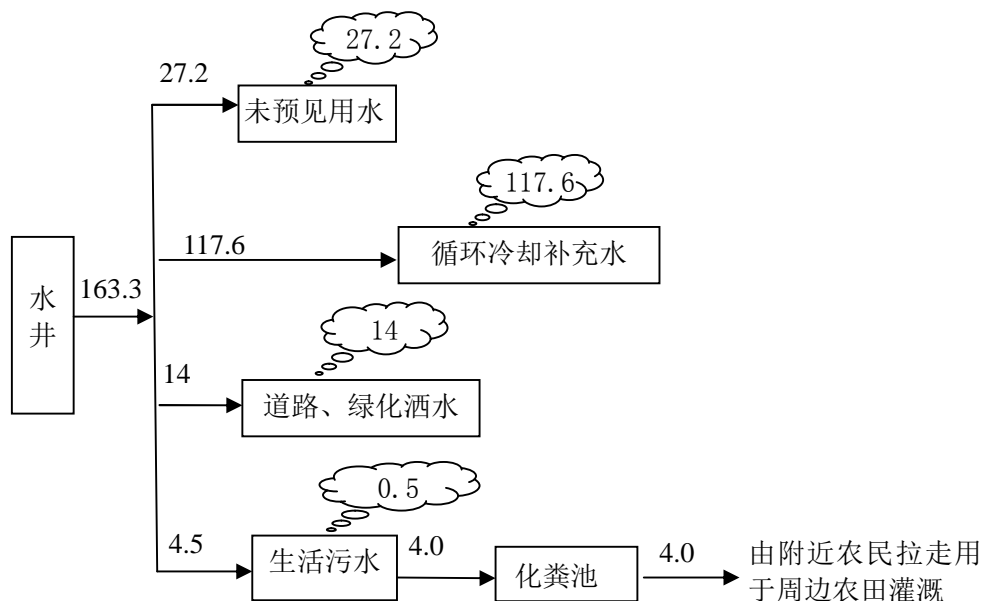 27.2
27.2
未预见用水
117.6
117.6
循环冷却补充水
水
井
163.3
14
14
道路、绿化洒水
0.5
4.5
生活污水
4.0
化粪池
4.0
由附近农民拉走用
于周边农田灌溉